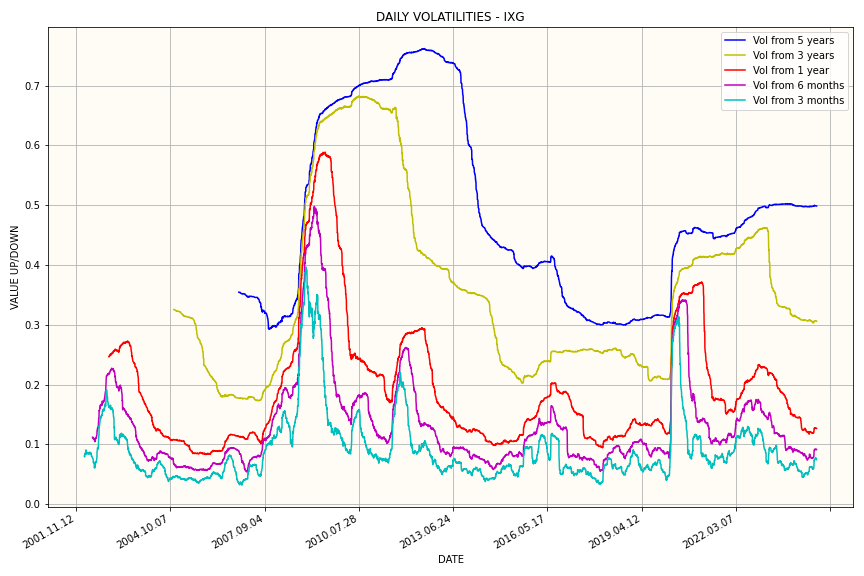 DAILY VOLATILITIES - IXG
Vol from 5 years
Vol from 3 years
Vol from 1 year
Vol from 6 months
Vol from 3 months
VALUE UP/DOWN
0.7
0.6
0.5
0.4
0.3
0.2
0.1
0.0
2001.11.12
2004.10.07
2007.09.04
2010.07.28
2013.06.24
2016.05.17
2019.04.12
2022.03.07
DATE